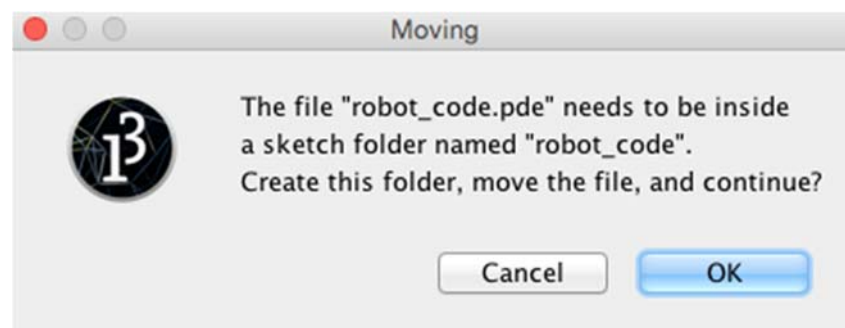 Moving
The file "robot_code.pde" needs to be inside
a sketch folder named "robot_code".
Create this folder, move the file, and continue?
Cancel OK